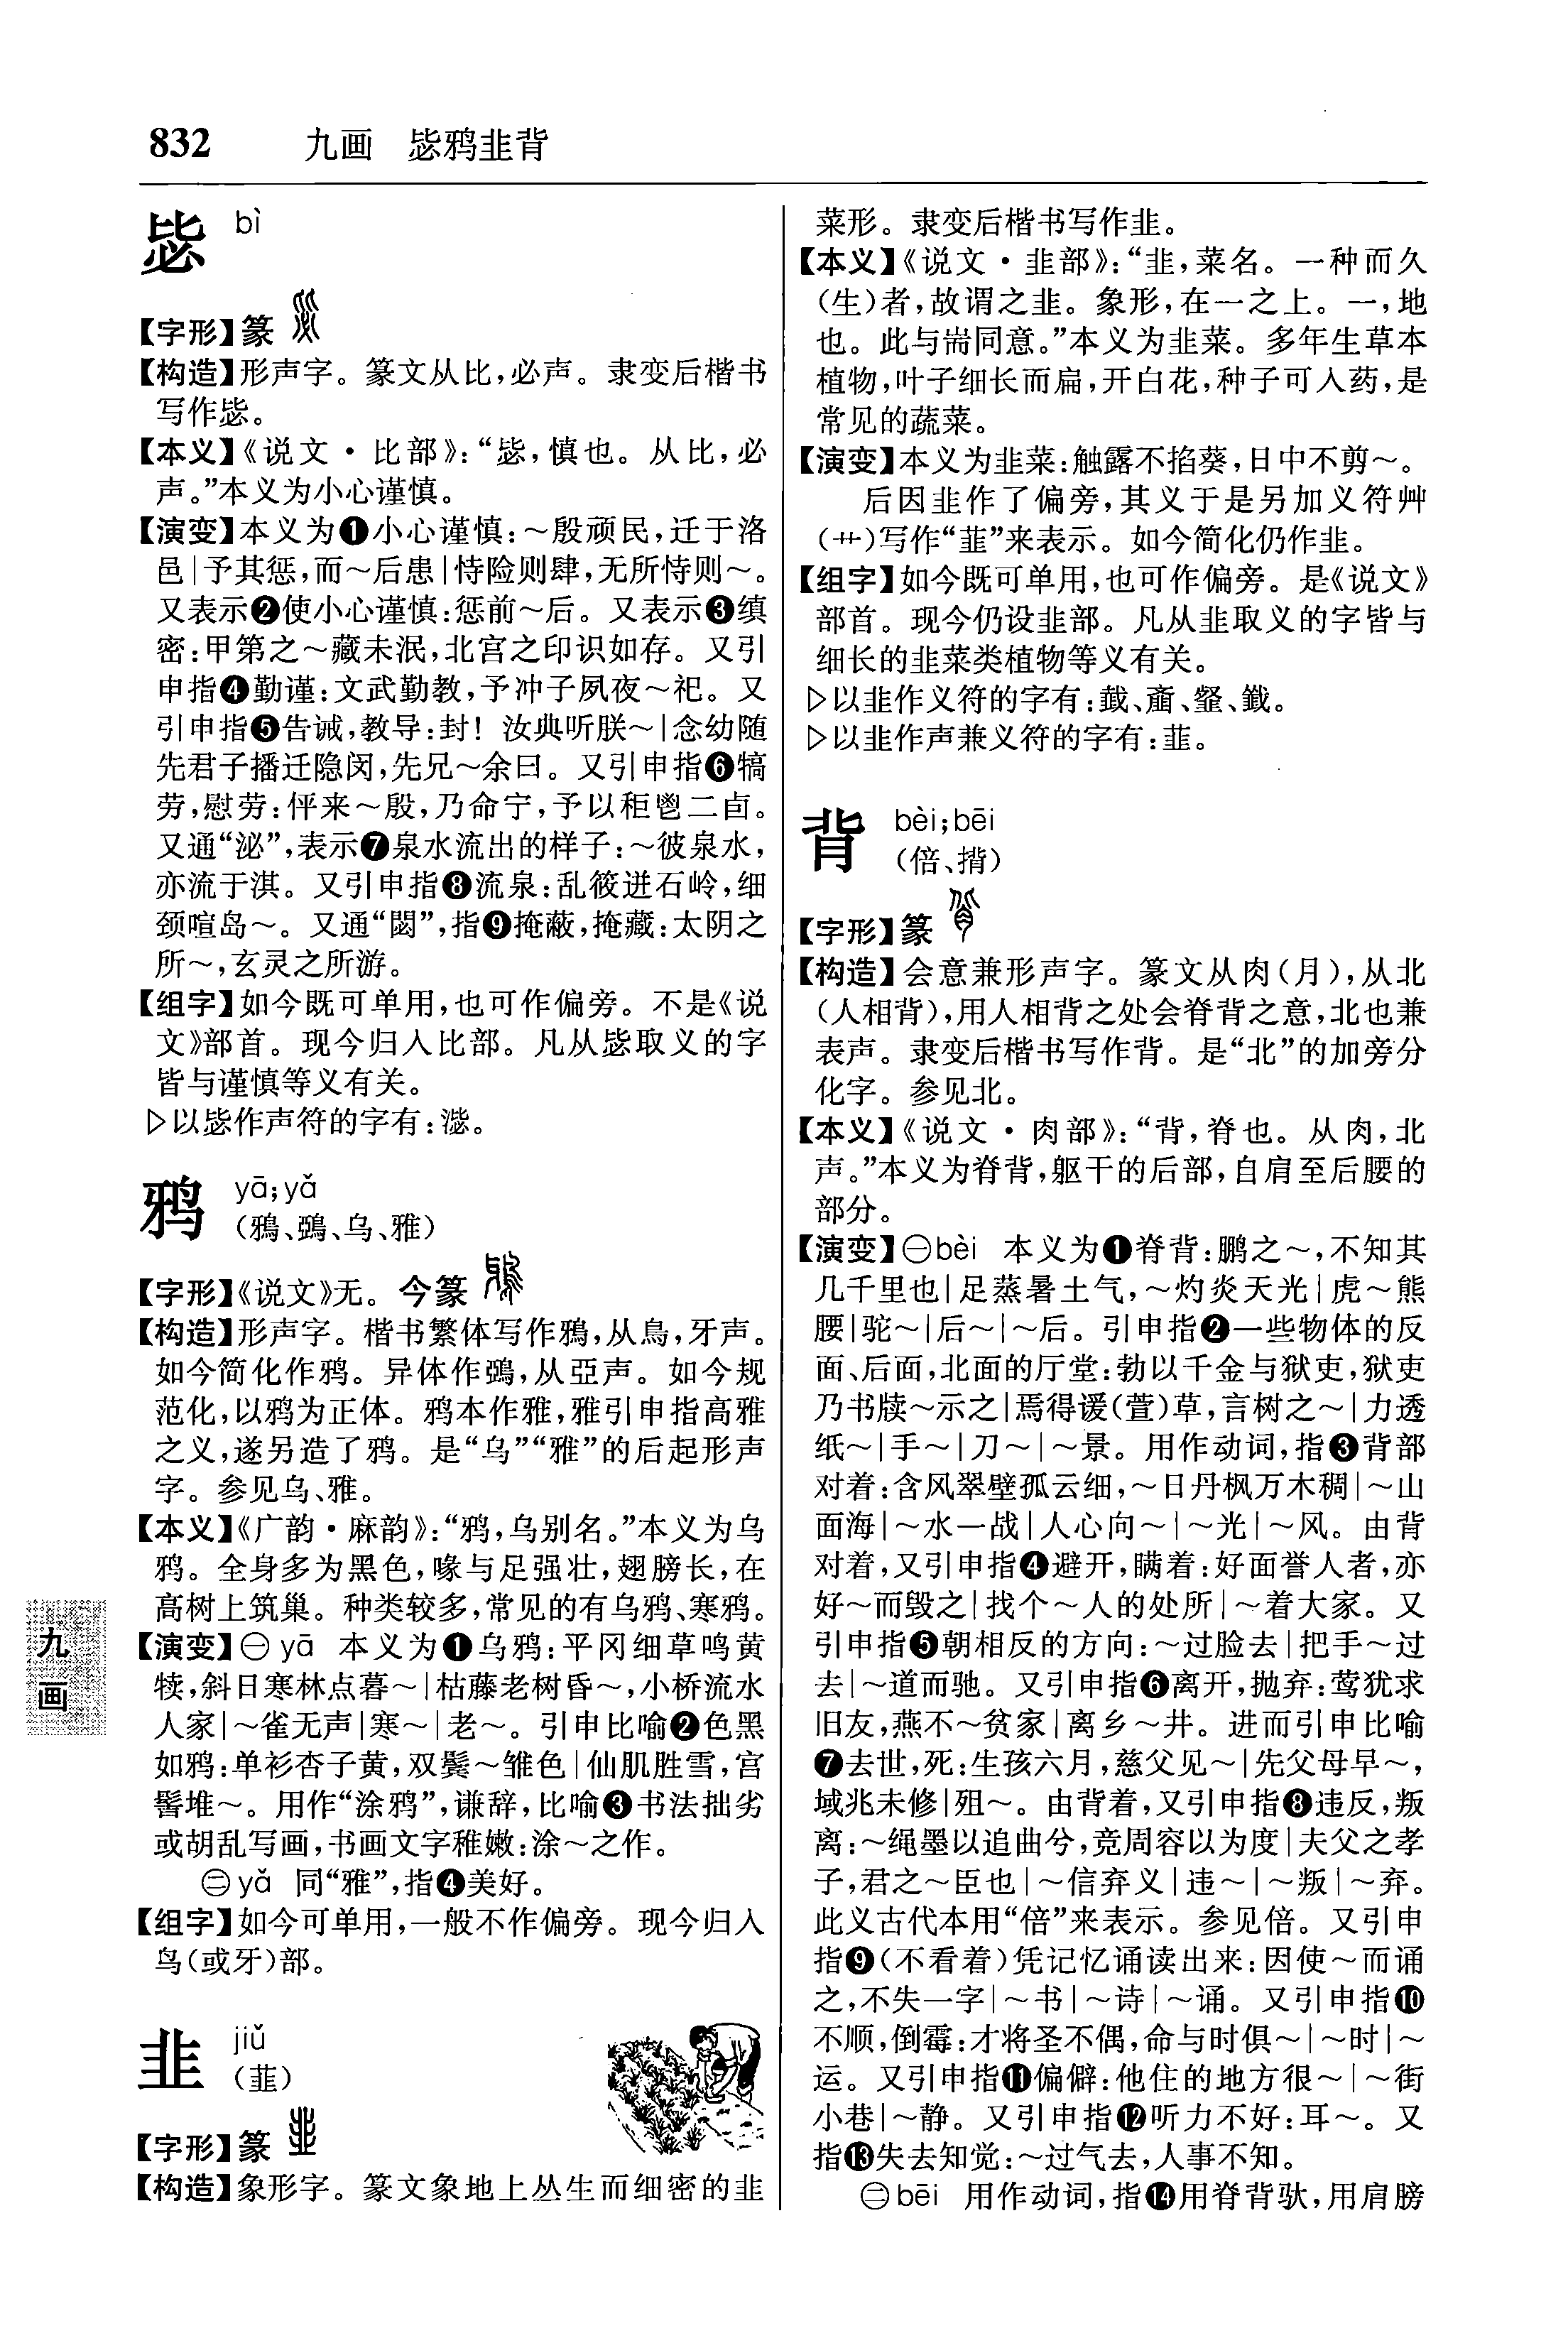 832 九画 毖鸦韭背
毖 bì
【字形】篆
【构造】形声字。篆文从比,必声。隶变后楷书
写作毖。
【本义】《说文·比部》:“毖,慎也。从比,必
声。”本义为小心谨慎。
【演变】本义为❶小心谨慎:～殷顽民,迁于洛
邑|予其惩,而～后患|恃险则肆,无所恃则～。
又表示❷使小心谨慎:惩前～后。又表示❸缜
密:甲第之～藏未泯,北宫之印识如存。又引
申指❹勤谨:文武勤教,予冲子夙夜～祀。又
引申指❺告诫,教导:封! 汝典听朕～|念幼随
先君子播迁隐闵,先兄～余曰。又引申指❻犒
劳,慰劳:伻来～殷,乃命宁,予以秬鬯二卣。
又通“泌”,表示❼泉水流出的样子:～彼泉水,
亦流于淇。又引申指❽流泉:乱筱迸石岭,细
颈喧岛～。又通“閟”,指❾掩蔽,掩藏:太阴之
所～,玄灵之所游。
【组字】如今既可单用,也可作偏旁。不是《说
文》部首。现今归入比部。凡从毖取义的字
皆与谨慎等义有关。
▷以毖作声符的字有:㵥。
鸦 yā;yǎ
(鴉、鵶、乌、雅)
【字形】《说文》无。今篆
【构造】形声字。楷书繁体写作鴉,从鳥,牙声。
如今简化作鸦。异体作鵶,从亞声。如今规
范化,以鸦为正体。鸦本作雅,雅引申指高雅
之义,遂另造了鸦。是“乌”“雅”的后起形声
字。参见乌、雅。
【本义】《广韵·麻韵》:“鸦,乌别名。”本义为乌
鸦。全身多为黑色,喙与足强壮,翅膀长,在
高树上筑巢。种类较多,常见的有乌鸦、寒鸦。
【演变】㊀yā 本义为❶乌鸦:平冈细草鸣黄
犊,斜日寒林点暮～|枯藤老树昏～,小桥流水
人家|～雀无声|寒～|老～。引申比喻❷色黑
如鸦:单衫杏子黄,双鬓～雏色|仙肌胜雪,宫
髻堆～。用作“涂鸦”,谦辞,比喻❸书法拙劣
或胡乱写画,书画文字稚嫩:涂～之作。
㊁yǎ 同“雅”,指❹美好。
【组字】如今可单用,一般不作偏旁。现今归入
鸟(或牙)部。
韭 jiǔ
(韮)
【字形】篆
【构造】象形字。篆文象地上丛生而细密的韭
菜形。隶变后楷书写作韭。
【本义】《说文·韭部》:“韭,菜名。一种而久
(生)者,故谓之韭。象形,在一之上。一,地
也。此与耑同意。”本义为韭菜。多年生草本
植物,叶子细长而扁,开白花,种子可入药,是
常见的蔬菜。
【演变】本义为韭菜:触露不掐葵,日中不剪～。
后因韭作了偏旁,其义于是另加义符艸
(艹)写作“韮”来表示。如今简化仍作韭。
【组字】如今既可单用,也可作偏旁。是《说文》
部首。现今仍设韭部。凡从韭取义的字皆与
细长的韭菜类植物等义有关。
▷以韭作义符的字有:
▷以韭作声兼义符的字有:韮。
背 bèi;bēi
(倍、揹)
【字形】篆
【构造】会意兼形声字。篆文从肉(月),从北
(人相背),用人相背之处会脊背之意,北也兼
表声。隶变后楷书写作背。是“北”的加旁分
化字。参见北。
【本义】《说文·肉部》:“背,脊也。从肉,北
声。”本义为脊背,躯干的后部,自肩至后腰的
部分。
【演变】㊀bèi 本义为❶脊背:鹏之～,不知其
几千里也|足蒸暑土气,～灼炎天光|虎～熊
腰|驼～|后～|～后。引申指❷一些物体的反
面、后面,北面的厅堂:勃以千金与狱吏,狱吏
乃书牍～示之|焉得谖(萱)草,言树之～|力透
纸～|手～|刀～|～景。用作动词,指❸背部
对着:含风翠壁孤云细,～日丹枫万木稠|～山
面海|～水一战|人心向～|～光|～风。由背
对着,又引申指❹避开,瞒着:好面誉人者,亦
好～而毁之|找个～人的处所|～着大家。又
引申指❺朝相反的方向:～过脸去|把手～过
去|～道而驰。又引申指❻离开,抛弃:莺犹求
旧友,燕不～贫家|离乡～井。进而引申比喻
❼去世,死:生孩六月,慈父见～|先父母早～,
域兆未修|殂～。由背着,又引申指❽违反,叛
离:～绳墨以追曲兮,竞周容以为度|夫父之孝
子,君之～臣也|～信弃义|违～|～叛|～弃。
此义古代本用“倍”来表示。参见倍。又引申
指❾(不看着)凭记忆诵读出来:因使～而诵
之,不失一字|～书|～诗|～诵。又引申指❿
不顺,倒霉:才将圣不偶,命与时俱～|～时|～
运。又引申指⓫偏僻:他住的地方很～|～街
小巷|～静。又引申指⓬听力不好:耳～。又
指⓭失去知觉:～过气去,人事不知。
㊁bēi 用作动词,指⓮用脊背驮,用肩膀
九画